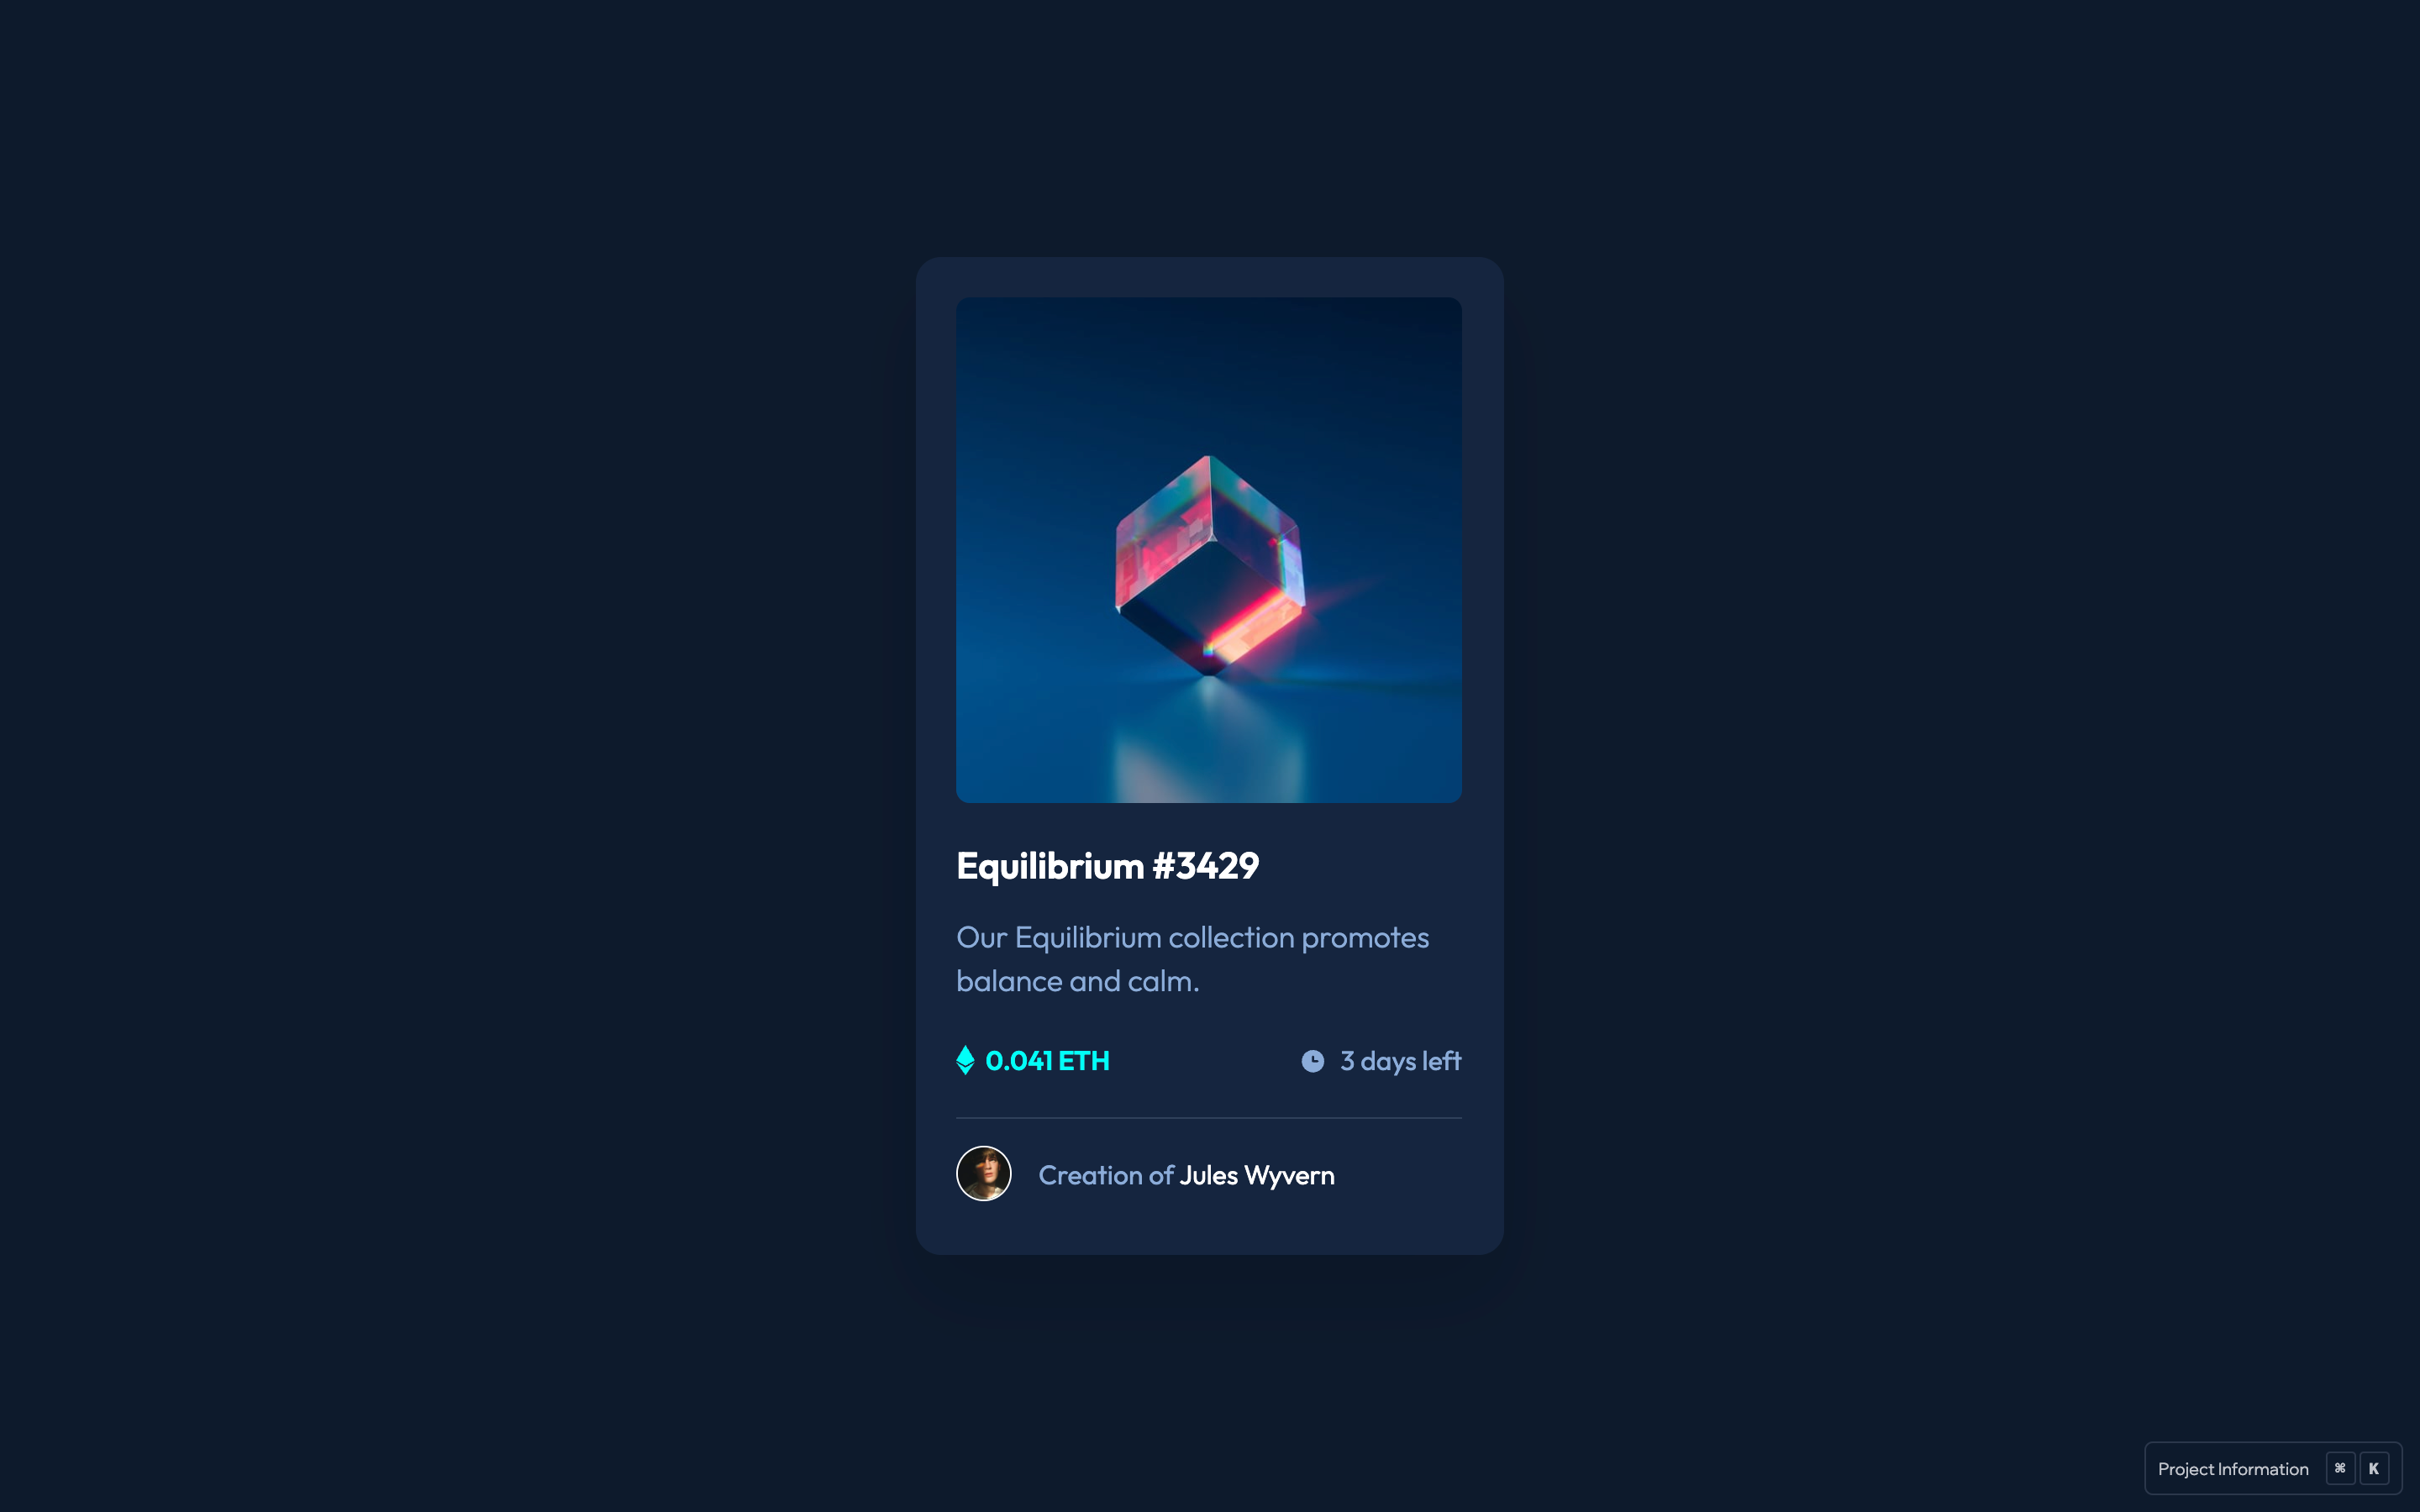 Equilibrium #3429
Our Equilibrium collection promotes
balance and calm.
0.041 ETH
3 days left
Creation of Jules Wyvern
Project Information ⌘ K